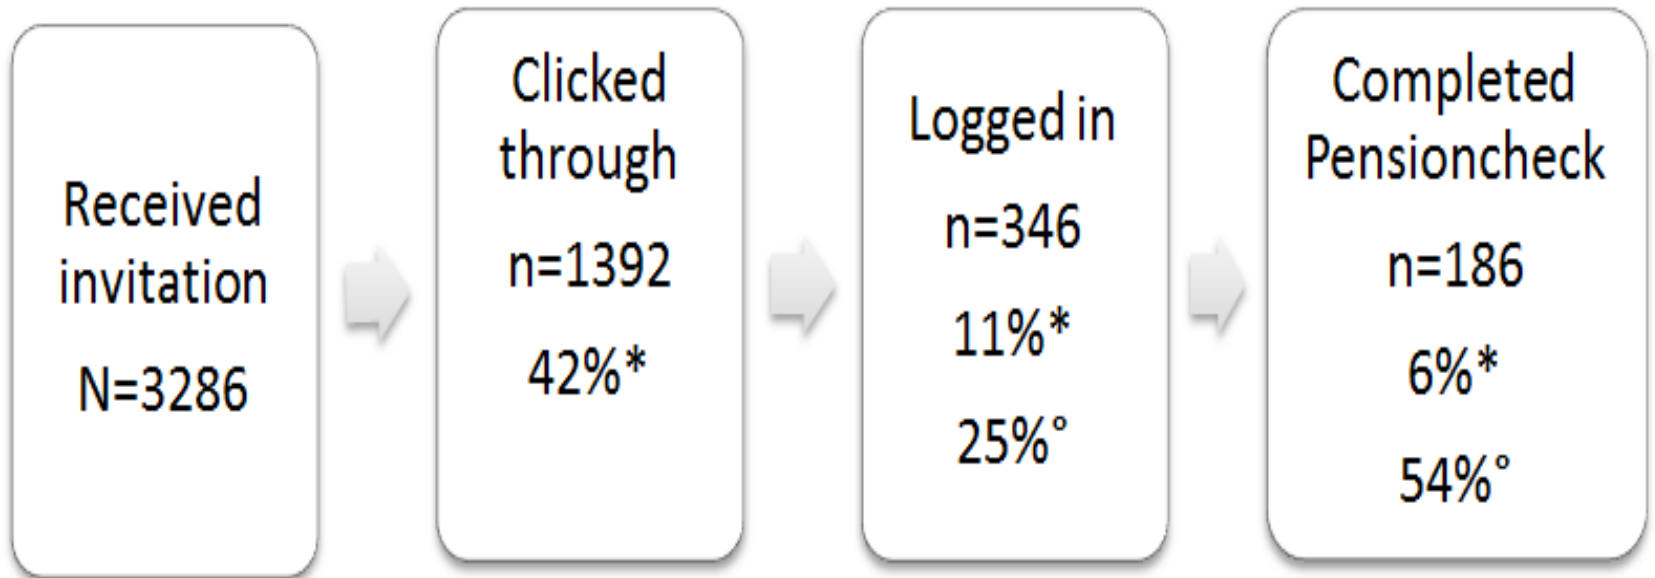 Received
invitation
N=3286
Clicked
through
n=1392
42%*
Logged in
n=346
11%*
25%°
Completed
Pensioncheck
n=186
6%*
54%°